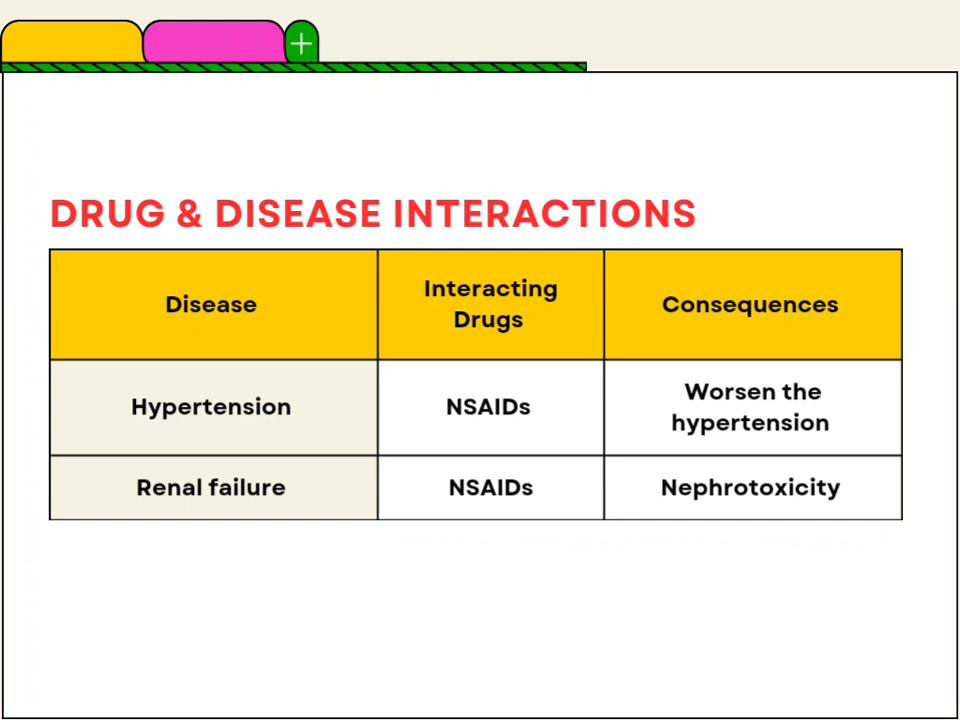 DRUG & DISEASE INTERACTIONS
Disease
Interacting
Drugs
Consequences
Hypertension
NSAIDs
Worsen the
hypertension
Renal failure
NSAIDs
Nephrotoxicity